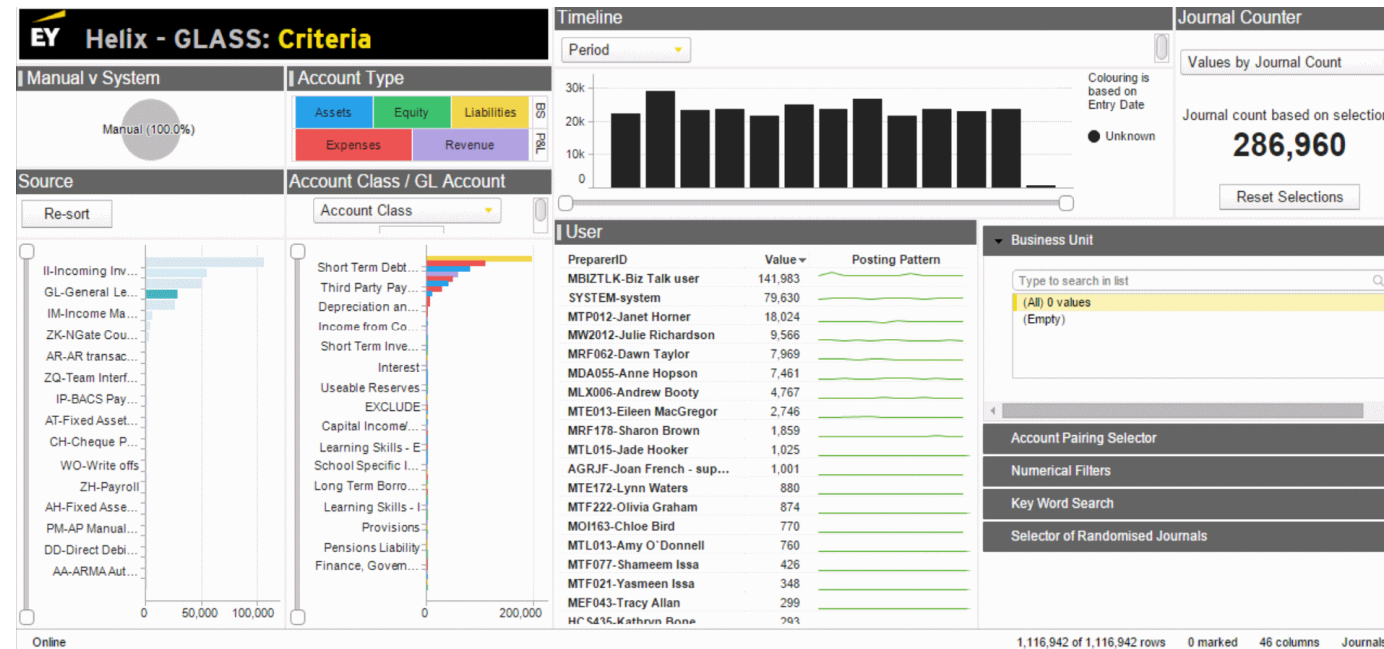 EY Helix - GLASS: Criteria
Manual v System
Manual (100.0%)
Account Type
Assets Equity Liabilities BS
Expenses Revenue P&L
Source
Re-sort
II-Incoming Inv...
GL-General Le...
IM-Income Ma...
ZK-NGate Cou...
AR-AR transac...
ZQ-Team Interf...
IP-BACS Pay...
AT-Fixed Asset...
CH-Cheque P...
WO-Write offs
ZH-Payroll
AH-Fixed Asse...
PM-AP Manual...
DD-Direct Debi...
AA-ARMA Aut...
0 50,000 100,000
Account Class / GL Account
Account Class
Short Term Debt...
Third Party Pay...
Depreciation an...
Income from Co...
Short Term Inve...
Interest
Useable Reserves
EXCLUDE
Capital Income/...
Learning Skills - E
School Specific I...
Long Term Borro...
Learning Skills - I
Provisions
Pensions Liability
Finance, Govern...
0 200,000
Timeline
Period
30k
20k
10k
0
Colouring is
based on
Entry Date
Unknown
Journal Counter
Values by Journal Count
Journal count based on selection
286,960
Reset Selections
User
PreparerID Value Posting Pattern
MBIZTLK-Biz Talk user 141,983
SYSTEM-system 79,630
MTP012-Janet Horner 18,024
MW2012-Julie Richardson 9,566
MRF062-Dawn Taylor 7,969
MDA055-Anne Hopson 7,461
MLX006-Andrew Booty 4,767
MTE013-Eileen MacGregor 2,746
MRF178-Sharon Brown 1,859
MTL015-Jade Hooker 1,025
AGRJF-Joan French - sup... 1,001
MTE172-Lynn Waters 880
MTF222-Olivia Graham 874
MOI163-Chloe Bird 770
MTL013-Amy O`Donnell 760
MTF077-Shameem Issa 426
MTF021-Yasmeen Issa 348
MEF043-Tracy Allan 299
HCS435-Kathryn Bone 293
Business Unit
Type to search in list
(All) 0 values
(Empty)
Account Pairing Selector
Numerical Filters
Key Word Search
Selector of Randomised Journals
Online 1,116,942 of 1,116,942 rows 0 marked 46 columns Journals